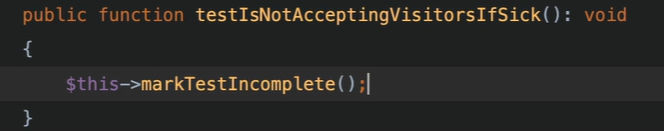 public function testIsNotAcceptingVisitorsIfSick(): void
{
    $this->markTestIncomplete();
}